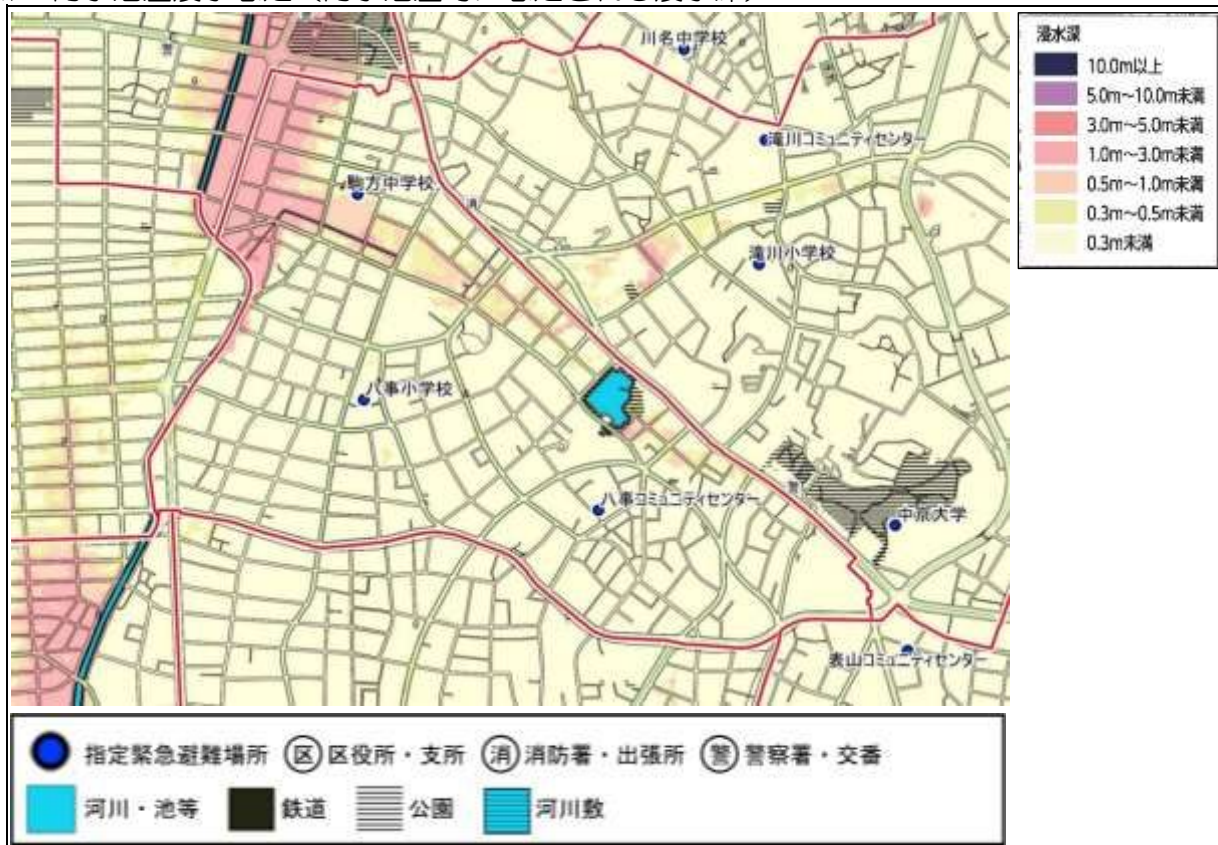 川名中学校
滝川コミュニティセンター
駒方中学校
消
滝川小学校
八事小学校
八事コミュニティセンター
中京大学
表山コミュニティセンター
浸水深
10.0m以上
5.0m～10.0m未満
3.0m～5.0m未満
1.0m～3.0m未満
0.5m～1.0m未満
0.3m～0.5m未満
0.3m未満
指定緊急避難場所 区 区役所・支所 消 消防署・出張所 警 警察署・交番
河川・池等 鉄道 公園 河川敷